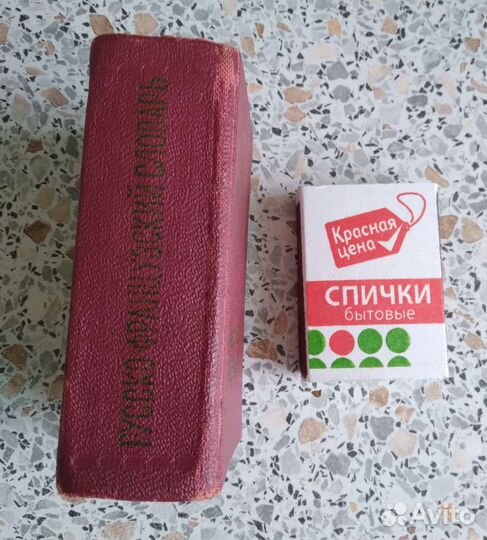 РУССКО-ФРАНЦУЗСКИЙ СЛОВАРЬ
Красная
цена
СПИЧКИ
бытовые
Avito